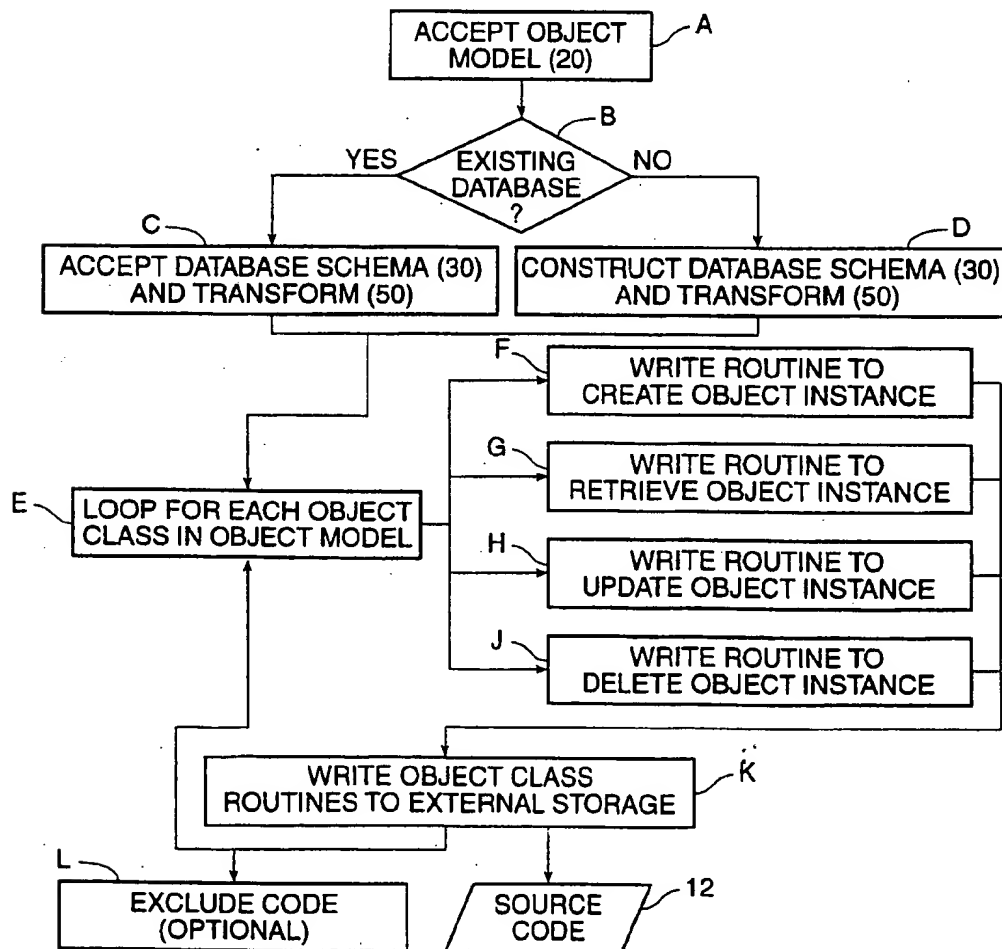 A
ACCEPT OBJECT
MODEL (20)
B
YES
EXISTING
DATABASE
?
NO
C
D
ACCEPT DATABASE SCHEMA (30)
AND TRANSFORM (50)
CONSTRUCT DATABASE SCHEMA (30)
AND TRANSFORM (50)
F
WRITE ROUTINE TO
CREATE OBJECT INSTANCE
G
WRITE ROUTINE TO
RETRIEVE OBJECT INSTANCE
E
LOOP FOR EACH OBJECT
CLASS IN OBJECT MODEL
H
WRITE ROUTINE TO
UPDATE OBJECT INSTANCE
J
WRITE ROUTINE TO
DELETE OBJECT INSTANCE
WRITE OBJECT CLASS
ROUTINES TO EXTERNAL STORAGE
K
L
EXCLUDE CODE
(OPTIONAL)
SOURCE
CODE
12